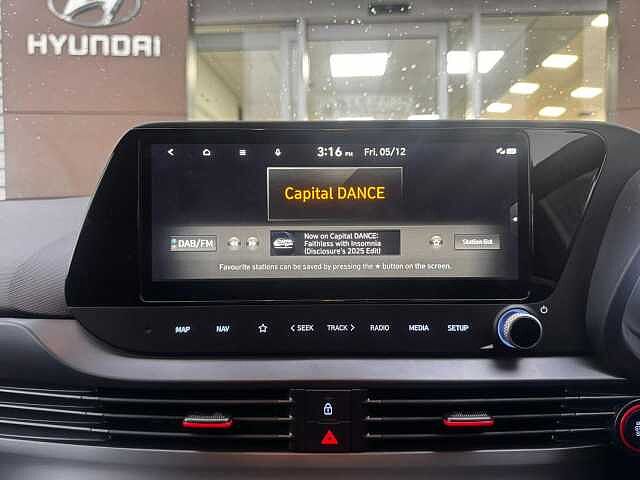 HYUNDAI
3:16 PM Fri. 05/12
Capital DANCE
DAB/FM
Now on Capital DANCE:
Faithless with Insomnia
(Disclosure's 2025 Edit)
Station list
Favourite stations can be saved by pressing the ★ button on the screen.
MAP NAV ☆ < SEEK TRACK > RADIO MEDIA SETUP